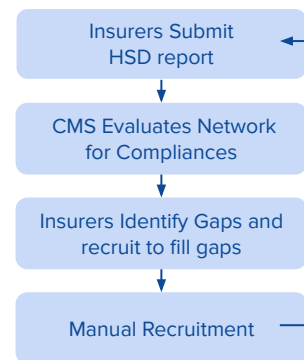 Insurers Submit
HSD report
CMS Evaluates Network
for Compliances
Insurers Identify Gaps and
recruit to fill gaps
Manual Recruitment